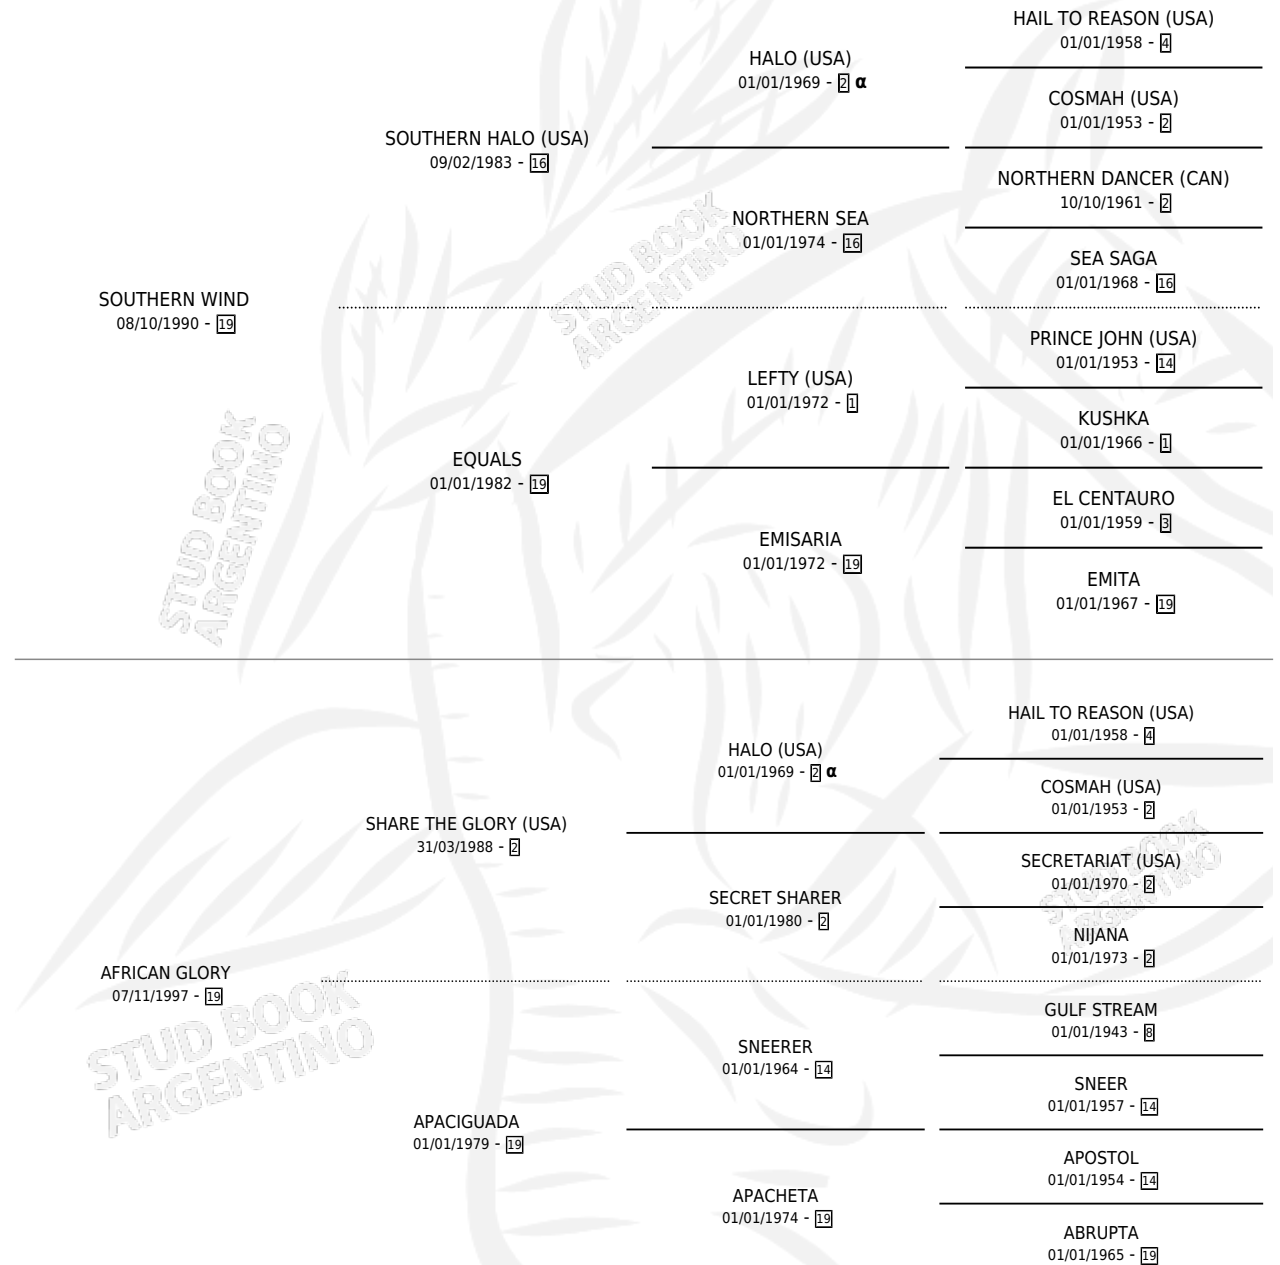 HAIL TO REASON (USA)
01/01/1958 - 4
HALO (USA)
01/01/1969 - 2 α
COSMAH (USA)
01/01/1953 - 2
SOUTHERN HALO (USA)
09/02/1983 - 16
NORTHERN DANCER (CAN)
10/10/1961 - 2
NORTHERN SEA
01/01/1974 - 16
SEA SAGA
01/01/1968 - 16
SOUTHERN WIND
08/10/1990 - 19
PRINCE JOHN (USA)
01/01/1953 - 14
LEFTY (USA)
01/01/1972 - 1
KUSHKA
01/01/1966 - 1
EQUALS
01/01/1982 - 19
EL CENTAURO
01/01/1959 - 3
EMISARIA
01/01/1972 - 19
EMITA
01/01/1967 - 19
HAIL TO REASON (USA)
01/01/1958 - 4
HALO (USA)
01/01/1969 - 2 α
COSMAH (USA)
01/01/1953 - 2
SHARE THE GLORY (USA)
31/03/1988 - 2
SECRETARIAT (USA)
01/01/1970 - 2
SECRET SHARER
01/01/1980 - 2
NIJANA
01/01/1973 - 2
AFRICAN GLORY
07/11/1997 - 19
GULF STREAM
01/01/1943 - 8
SNEERER
01/01/1964 - 14
SNEER
01/01/1957 - 14
APACIGUADA
01/01/1979 - 19
APOSTOL
01/01/1954 - 14
APACHETA
01/01/1974 - 19
ABRUPTA
01/01/1965 - 19
STUD BOOK
ARGENTINO
STUD BOOK
ARGENTINO
STUD BOOK
ARGENTINO
STUD BOOK
ARGENTINO